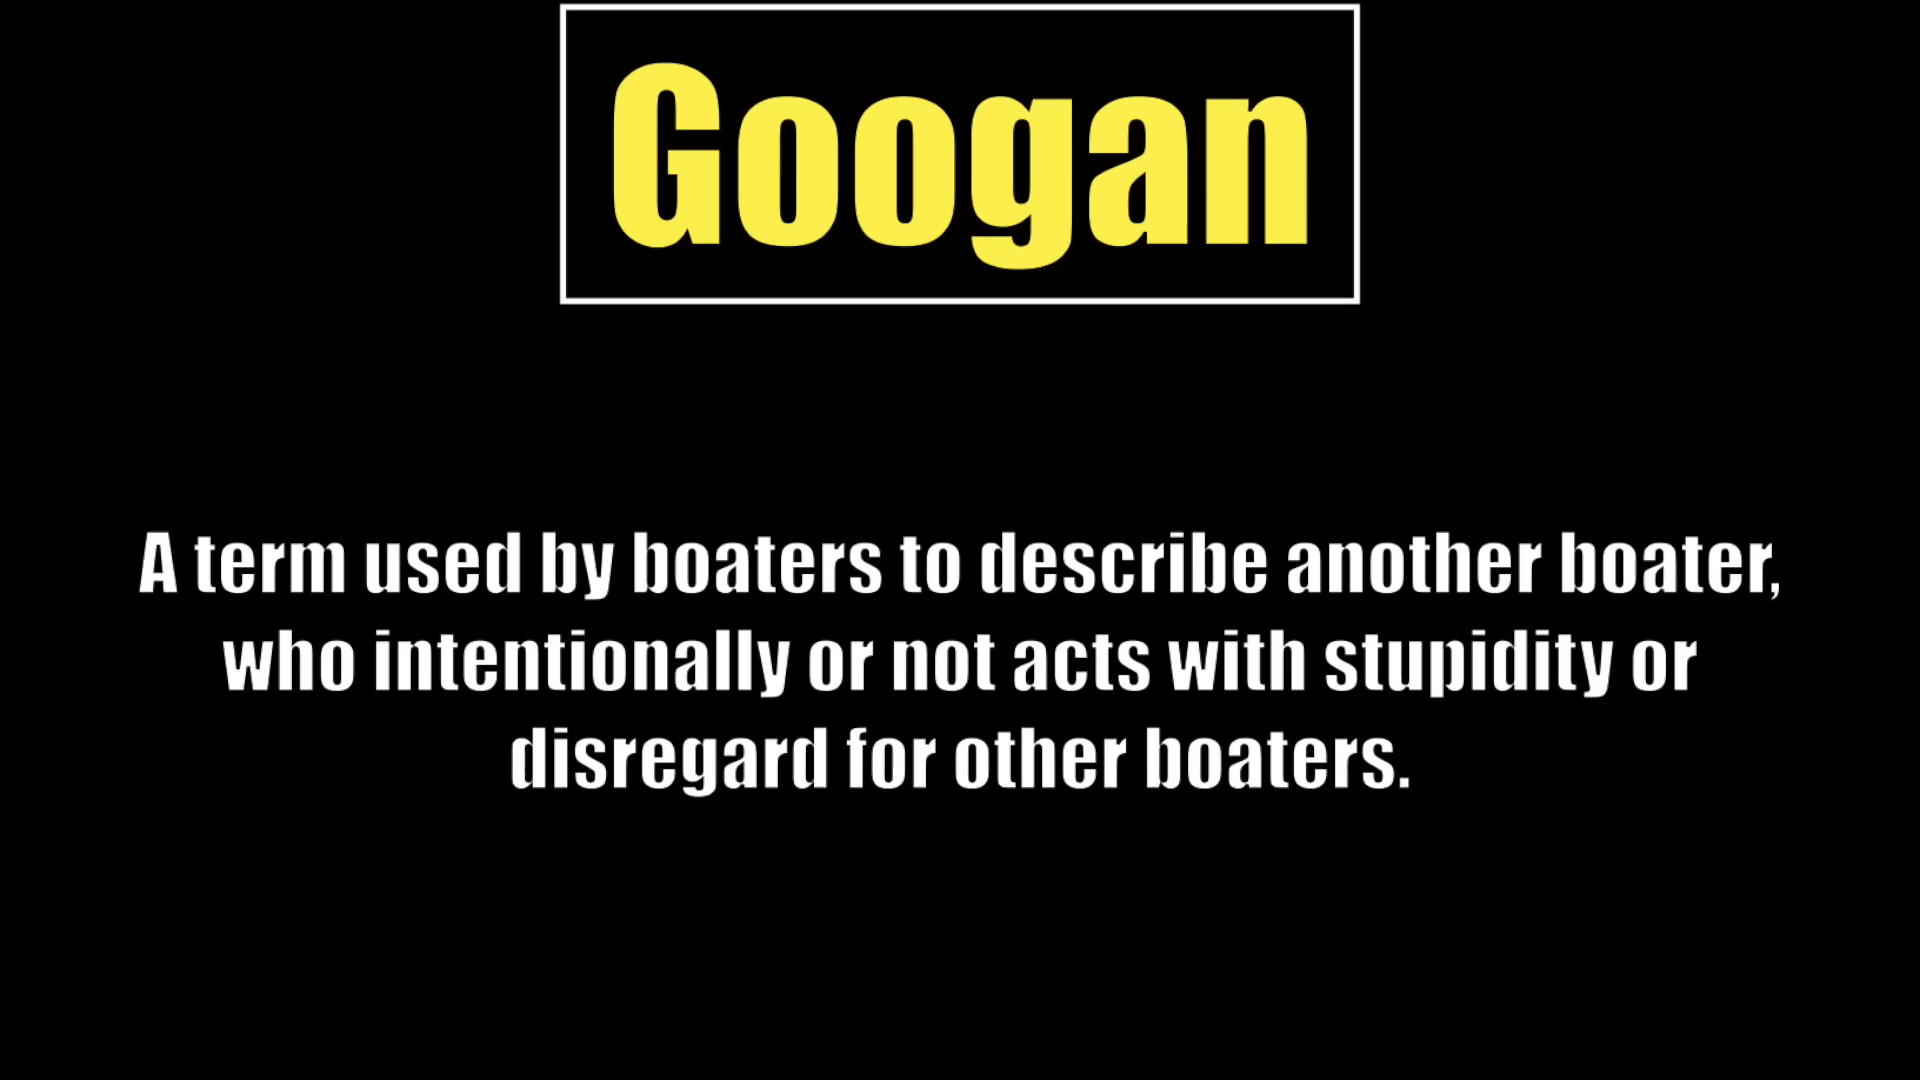 Googan
A term used by boaters to describe another boater,
who intentionally or not acts with stupidity or
disregard for other boaters.